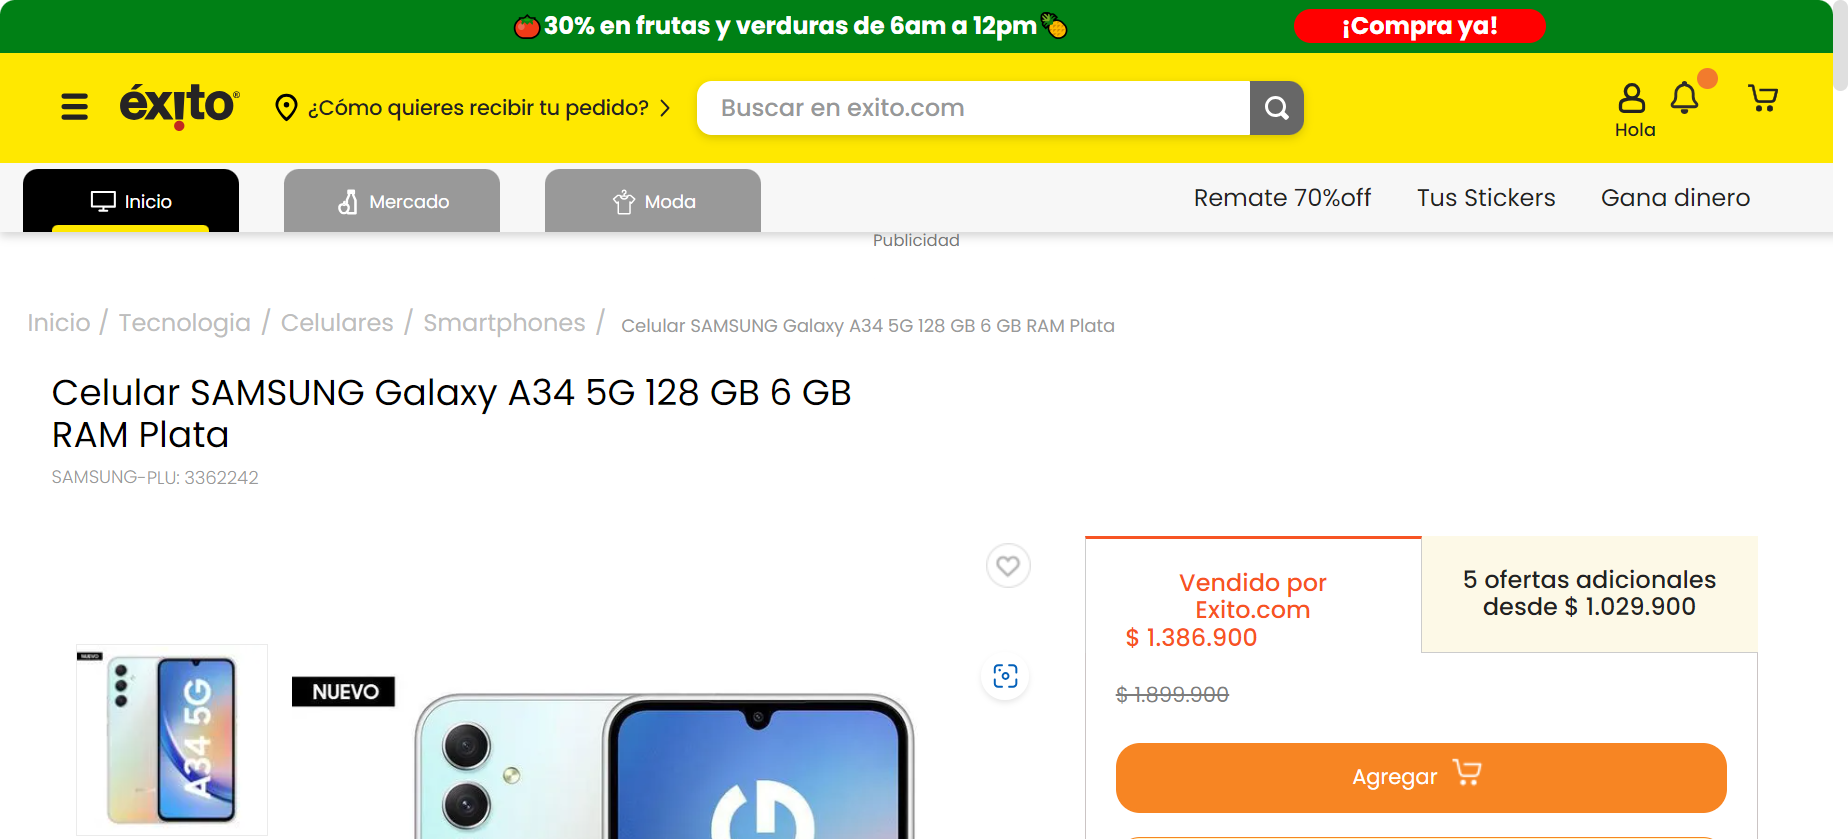 30% en frutas y verduras de 6am a 12pm
¡Compra ya!
éxito®
¿Cómo quieres recibir tu pedido?
Buscar en exito.com
Hola
Inicio
Mercado
Moda
Remate 70%off
Tus Stickers
Gana dinero
Publicidad
Inicio / Tecnologia / Celulares / Smartphones / Celular SAMSUNG Galaxy A34 5G 128 GB 6 GB RAM Plata
Celular SAMSUNG Galaxy A34 5G 128 GB 6 GB
RAM Plata
SAMSUNG-PLU: 3362242
NUEVO
A34 5G
NUEVO
Vendido por
Exito.com
$ 1.386.900
5 ofertas adicionales
desde $ 1.029.900
$ 1.899.900
Agregar